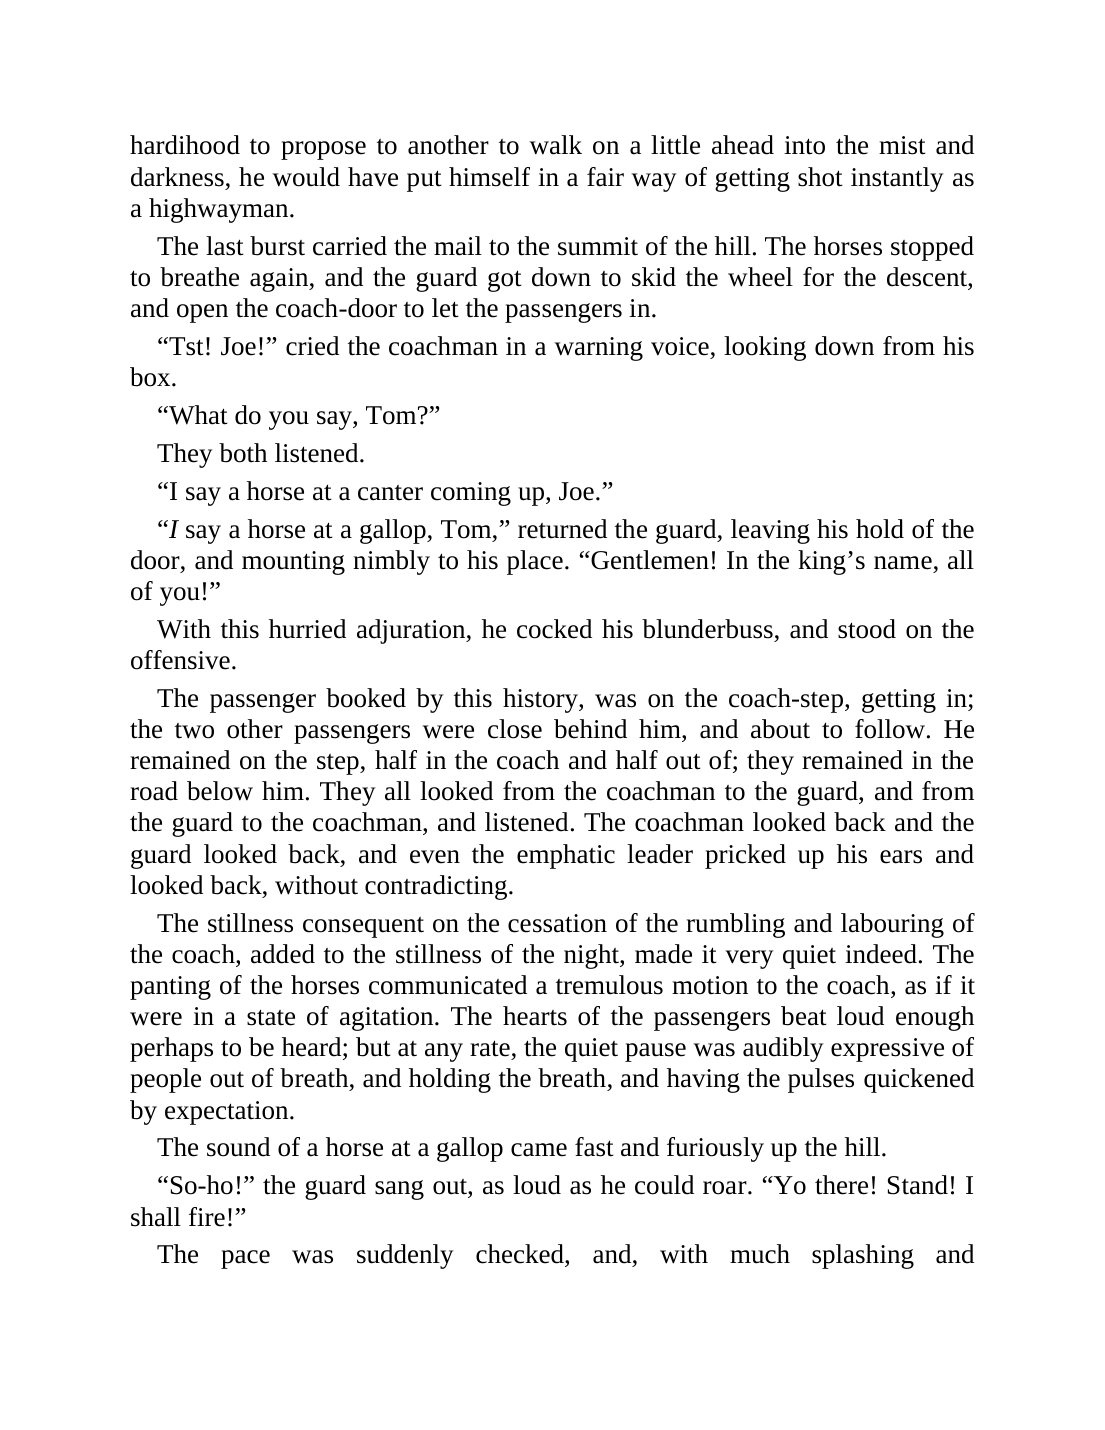 hardihood to propose to another to walk on a little ahead into the mist and
darkness, he would have put himself in a fair way of getting shot instantly as
a highwayman.
The last burst carried the mail to the summit of the hill. The horses stopped
to breathe again, and the guard got down to skid the wheel for the descent,
and open the coach-door to let the passengers in.
“Tst! Joe!” cried the coachman in a warning voice, looking down from his
box.
“What do you say, Tom?”
They both listened.
“I say a horse at a canter coming up, Joe.”
“I say a horse at a gallop, Tom,” returned the guard, leaving his hold of the
door, and mounting nimbly to his place. “Gentlemen! In the king’s name, all
of you!”
With this hurried adjuration, he cocked his blunderbuss, and stood on the
offensive.
The passenger booked by this history, was on the coach-step, getting in;
the two other passengers were close behind him, and about to follow. He
remained on the step, half in the coach and half out of; they remained in the
road below him. They all looked from the coachman to the guard, and from
the guard to the coachman, and listened. The coachman looked back and the
guard looked back, and even the emphatic leader pricked up his ears and
looked back, without contradicting.
The stillness consequent on the cessation of the rumbling and labouring of
the coach, added to the stillness of the night, made it very quiet indeed. The
panting of the horses communicated a tremulous motion to the coach, as if it
were in a state of agitation. The hearts of the passengers beat loud enough
perhaps to be heard; but at any rate, the quiet pause was audibly expressive of
people out of breath, and holding the breath, and having the pulses quickened
by expectation.
The sound of a horse at a gallop came fast and furiously up the hill.
“So-ho!” the guard sang out, as loud as he could roar. “Yo there! Stand! I
shall fire!”
The pace was suddenly checked, and, with much splashing and